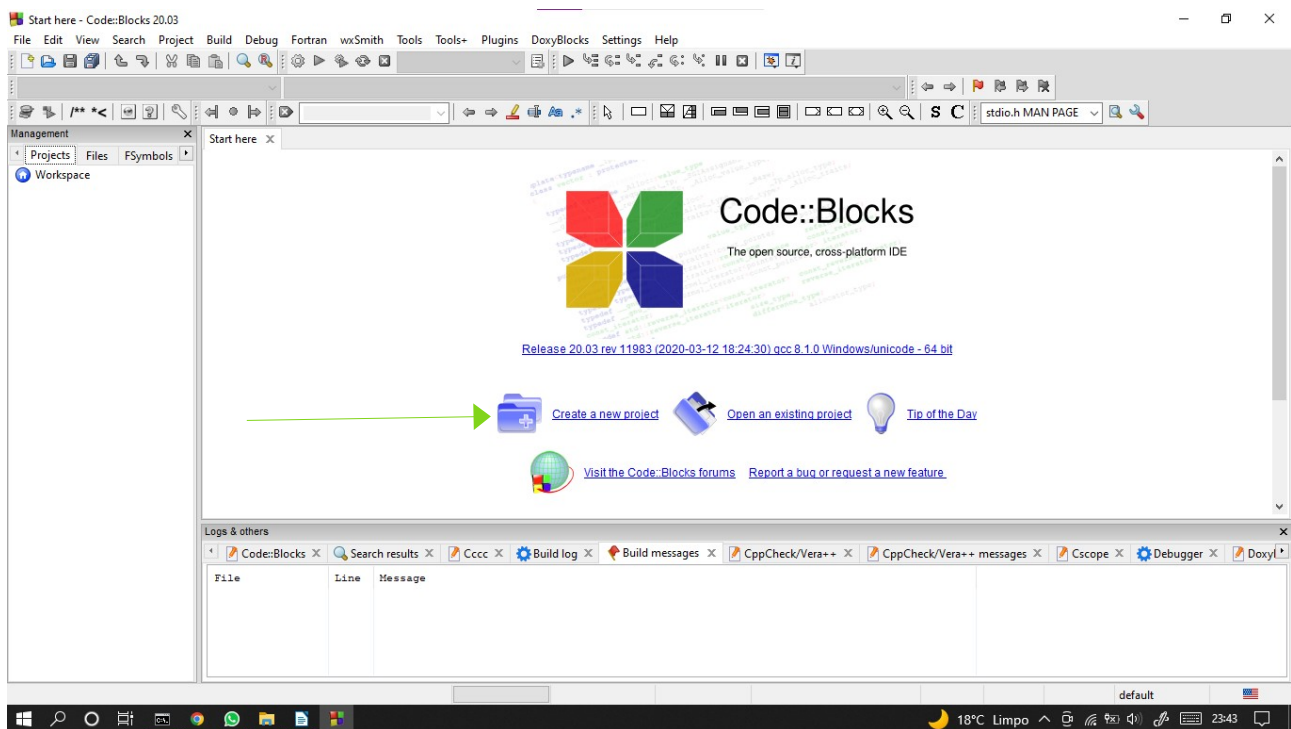 Start here - Code::Blocks 20.03
File Edit View Search Project Build Debug Fortran wxSmith Tools Tools+ Plugins DoxyBlocks Settings Help
/** *<
S C stdio.h MAN PAGE
Management
Projects Files FSymbols
Workspace
Start here
Code::Blocks
The open source, cross-platform IDE
Release 20.03 rev 11983 (2020-03-12 18:24:30) gcc 8.1.0 Windows/unicode - 64 bit
Create a new project Open an existing project Tip of the Day
Visit the Code::Blocks forums Report a bug or request a new feature
Logs & others
Code::Blocks Search results Cccc Build log Build messages CppCheck/Vera++ CppCheck/Vera++ messages Cscope Debugger
File Line Message
default
18°C Limpo 23:43